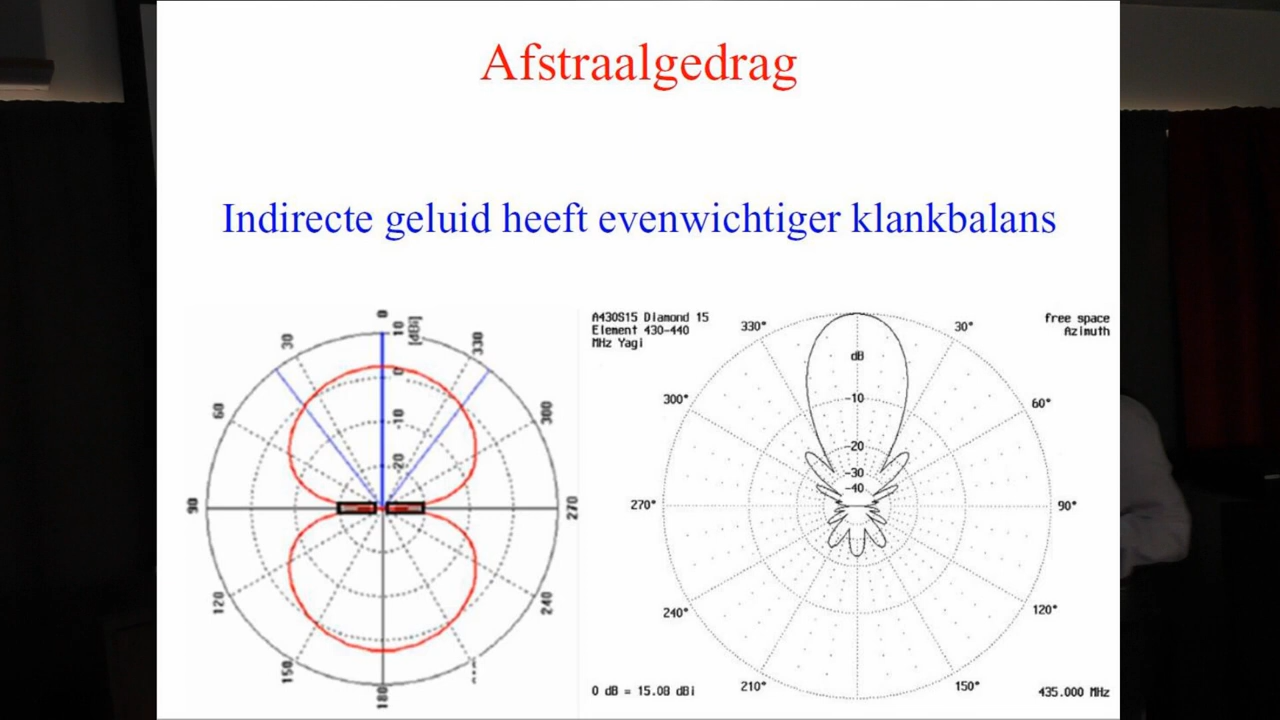 Afstraalgedrag
Indirecte geluid heeft evenwichtiger klankbalans
0
10
[dBi]
30
330
0
60
300
-10
-20
90
270
120
240
150
180
A430S15 Diamond 15
Element 430-440
MHz Yagi
free space
Azimuth
330°
30°
dB
300°
60°
-10
-20
-30
-40
270°
90°
240°
120°
210°
150°
0 dB = 15.08 dBi
435.000 MHz